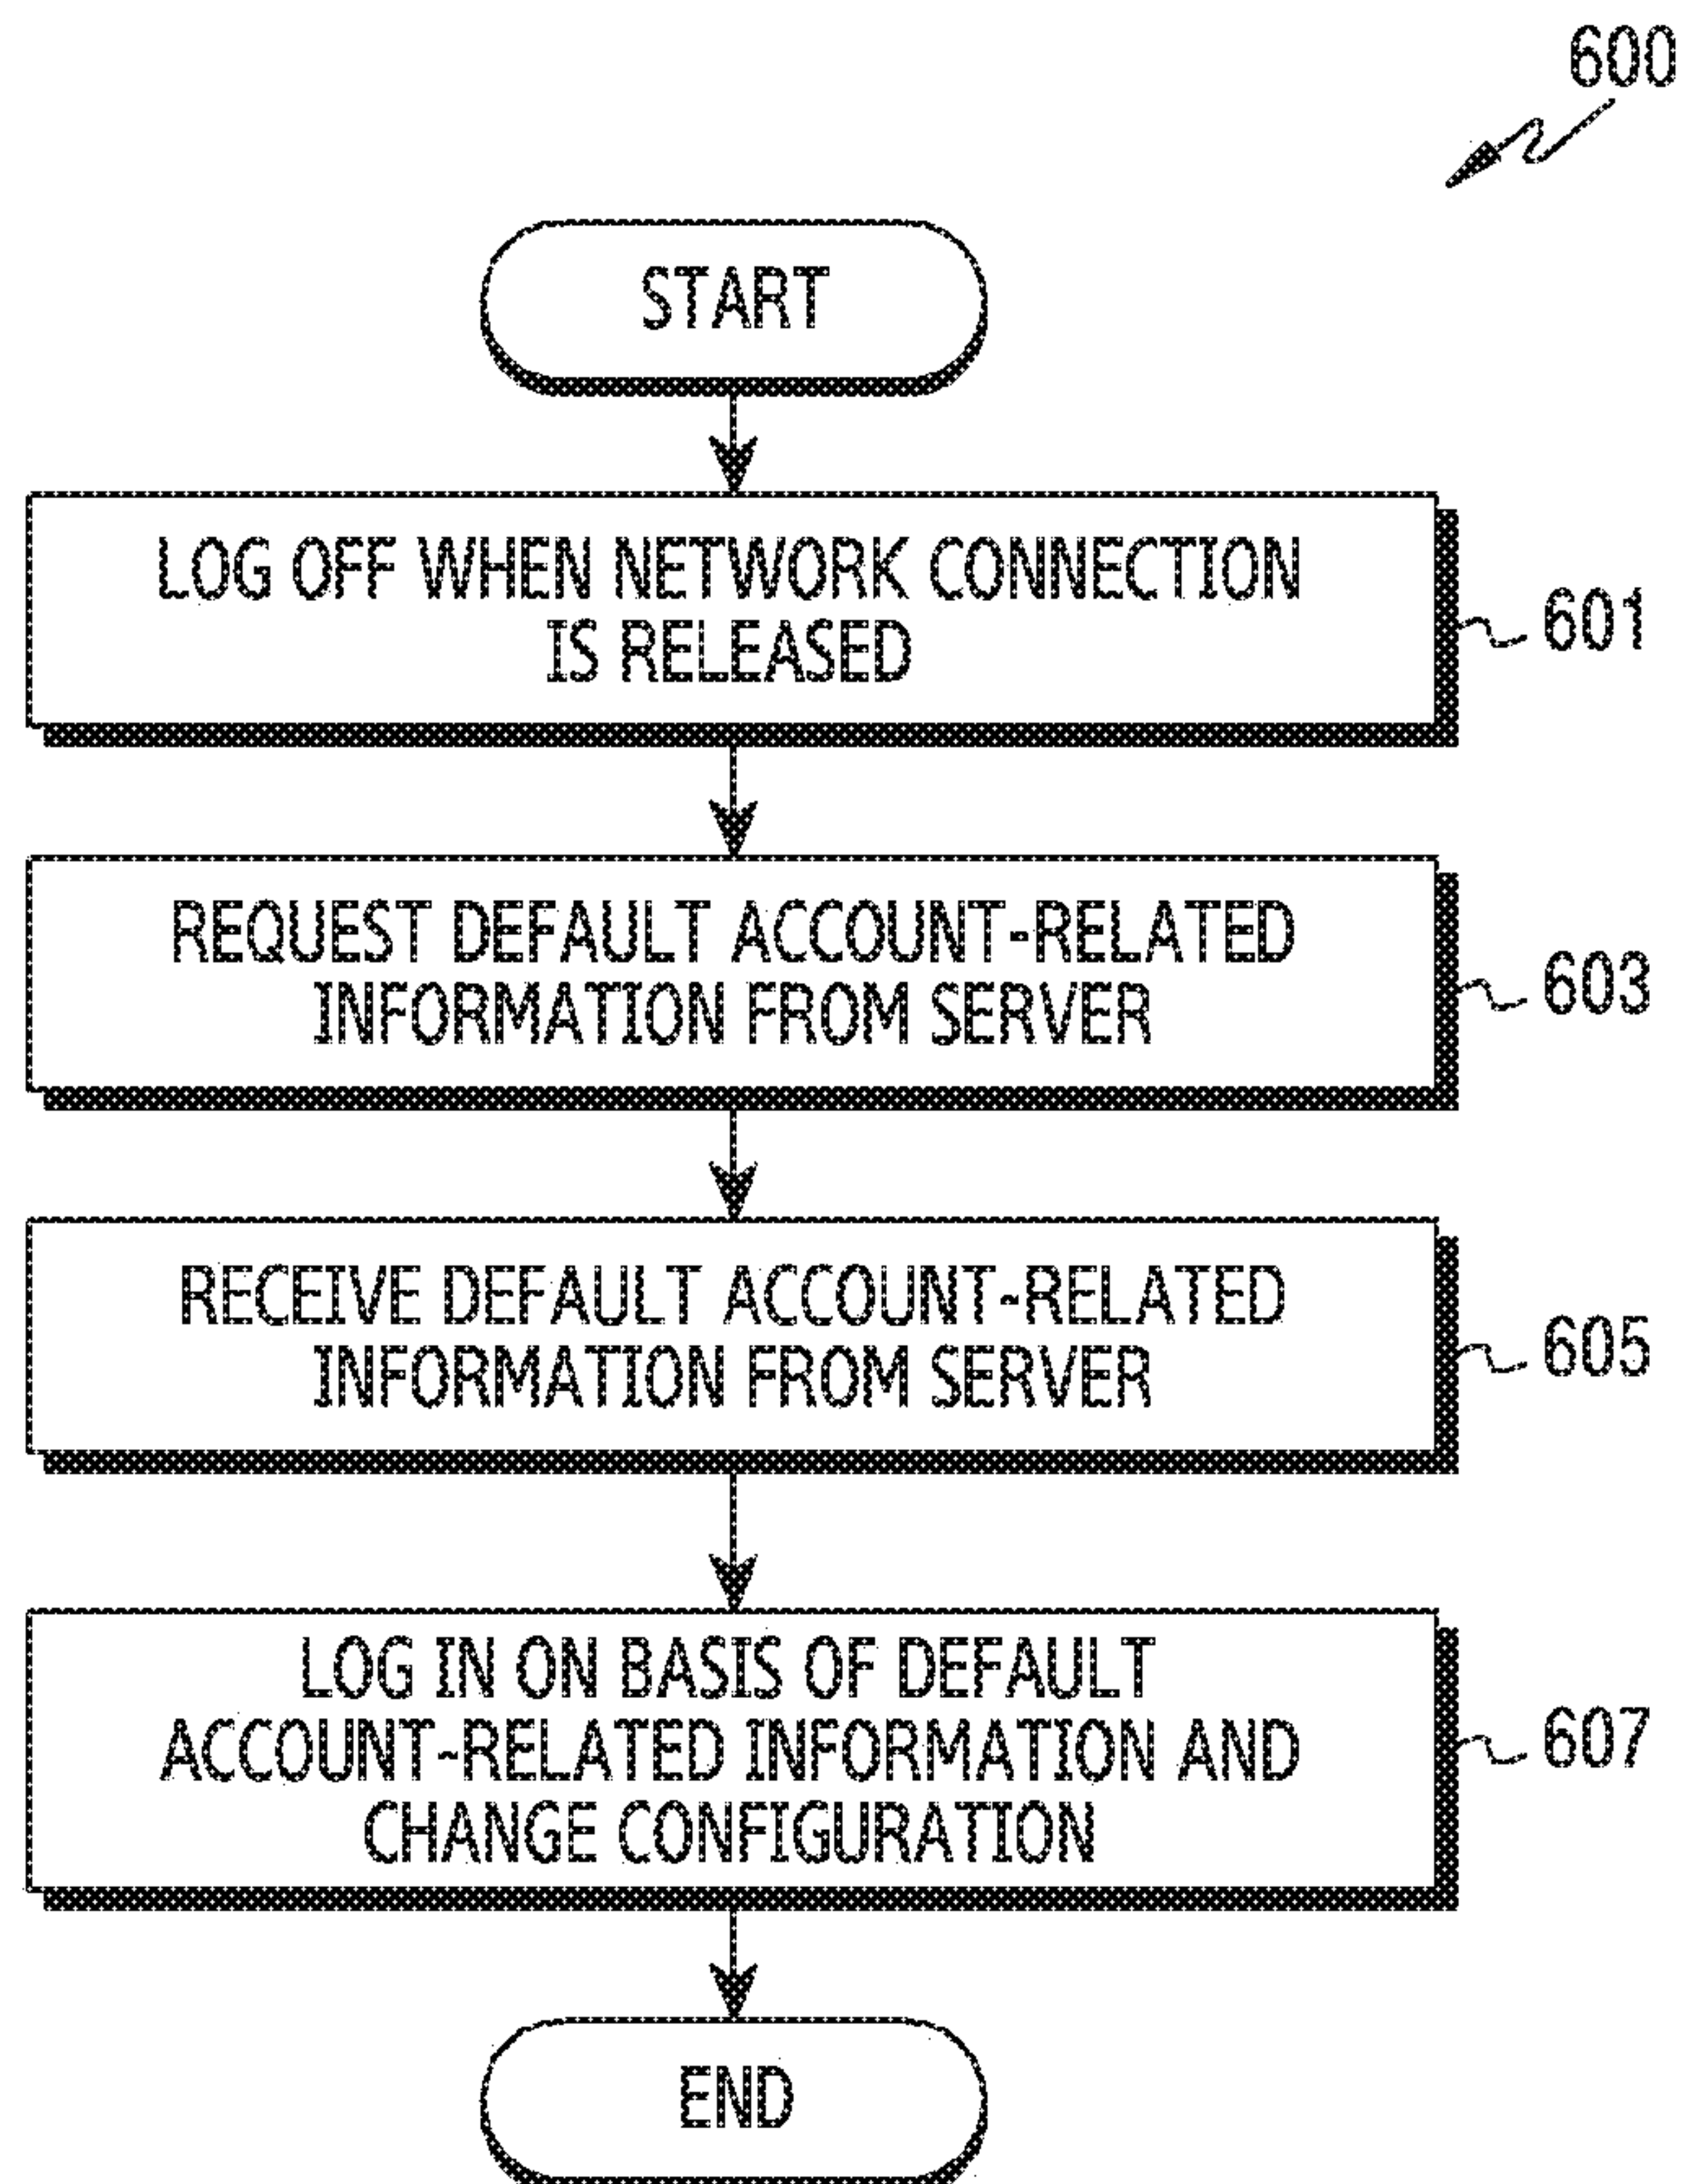 600
START
LOG OFF WHEN NETWORK CONNECTION
IS RELEASED
601
REQUEST DEFAULT ACCOUNT-RELATED
INFORMATION FROM SERVER
603
RECEIVE DEFAULT ACCOUNT-RELATED
INFORMATION FROM SERVER
605
LOG IN ON BASIS OF DEFAULT
ACCOUNT-RELATED INFORMATION AND
CHANGE CONFIGURATION
607
END